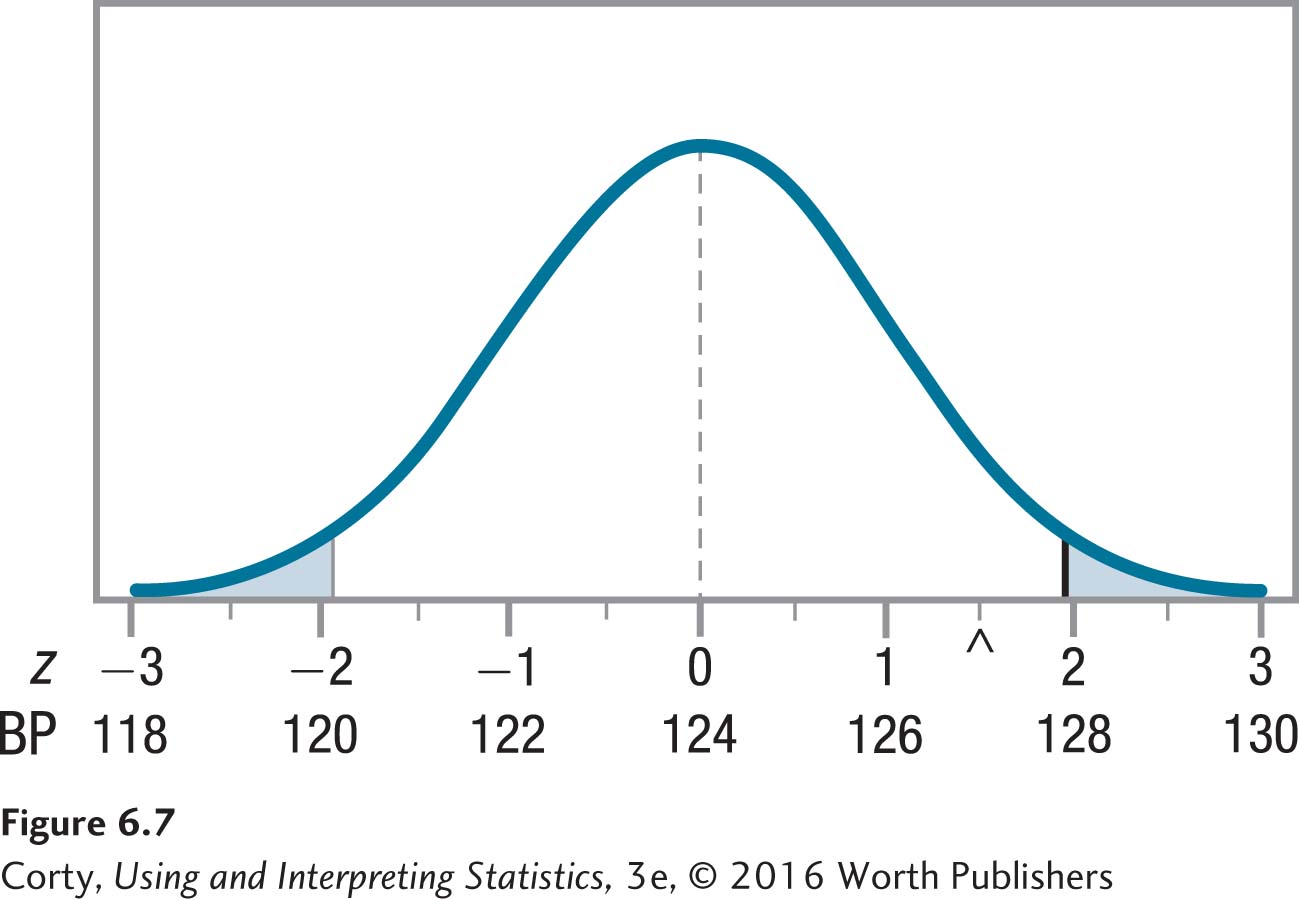 ^
z –3 –2 –1 0 1 2 3
BP 118 120 122 124 126 128 130
Figure 6.7
Corty, Using and Interpreting Statistics, 3e, © 2016 Worth Publishers